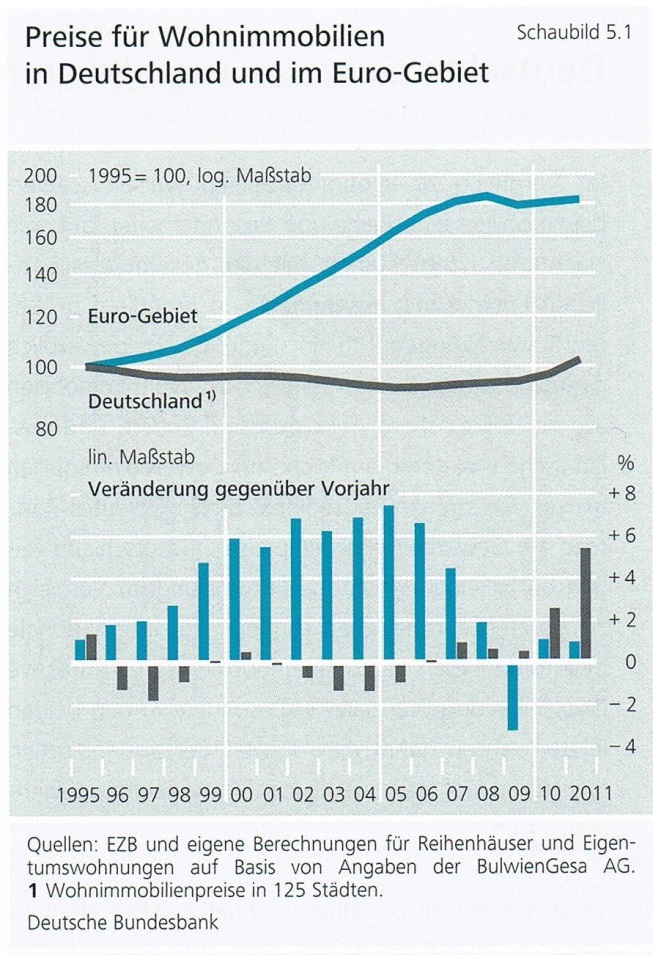 Preise für Wohnimmobilien
in Deutschland und im Euro-Gebiet
Schaubild 5.1
200
1995 = 100, log. Maßstab
180
160
140
120
Euro-Gebiet
100
Deutschland¹⁾
80
lin. Maßstab
%
Veränderung gegenüber Vorjahr
+ 8
+ 6
+ 4
+ 2
0
− 2
− 4
1995 96 97 98 99 00 01 02 03 04 05 06 07 08 09 10 2011
Quellen: EZB und eigene Berechnungen für Reihenhäuser und Eigen-
tumswohnungen auf Basis von Angaben der BulwienGesa AG.
1 Wohnimmobilienpreise in 125 Städten.
Deutsche Bundesbank